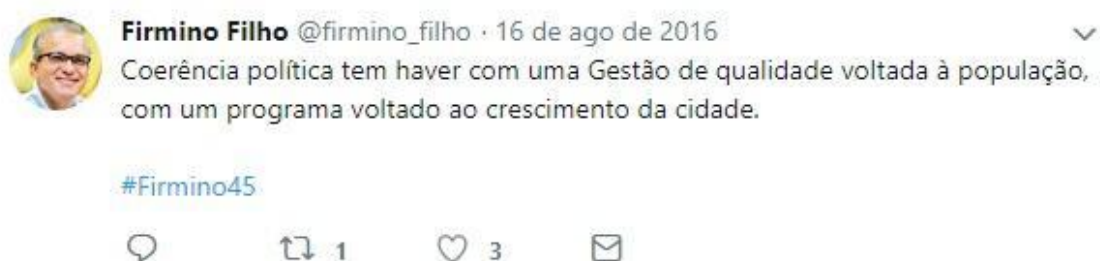 Firmino Filho @firmino_filho · 16 de ago de 2016
Coerência política tem haver com uma Gestão de qualidade voltada à população,
com um programa voltado ao crescimento da cidade.
#Firmino45
1 3